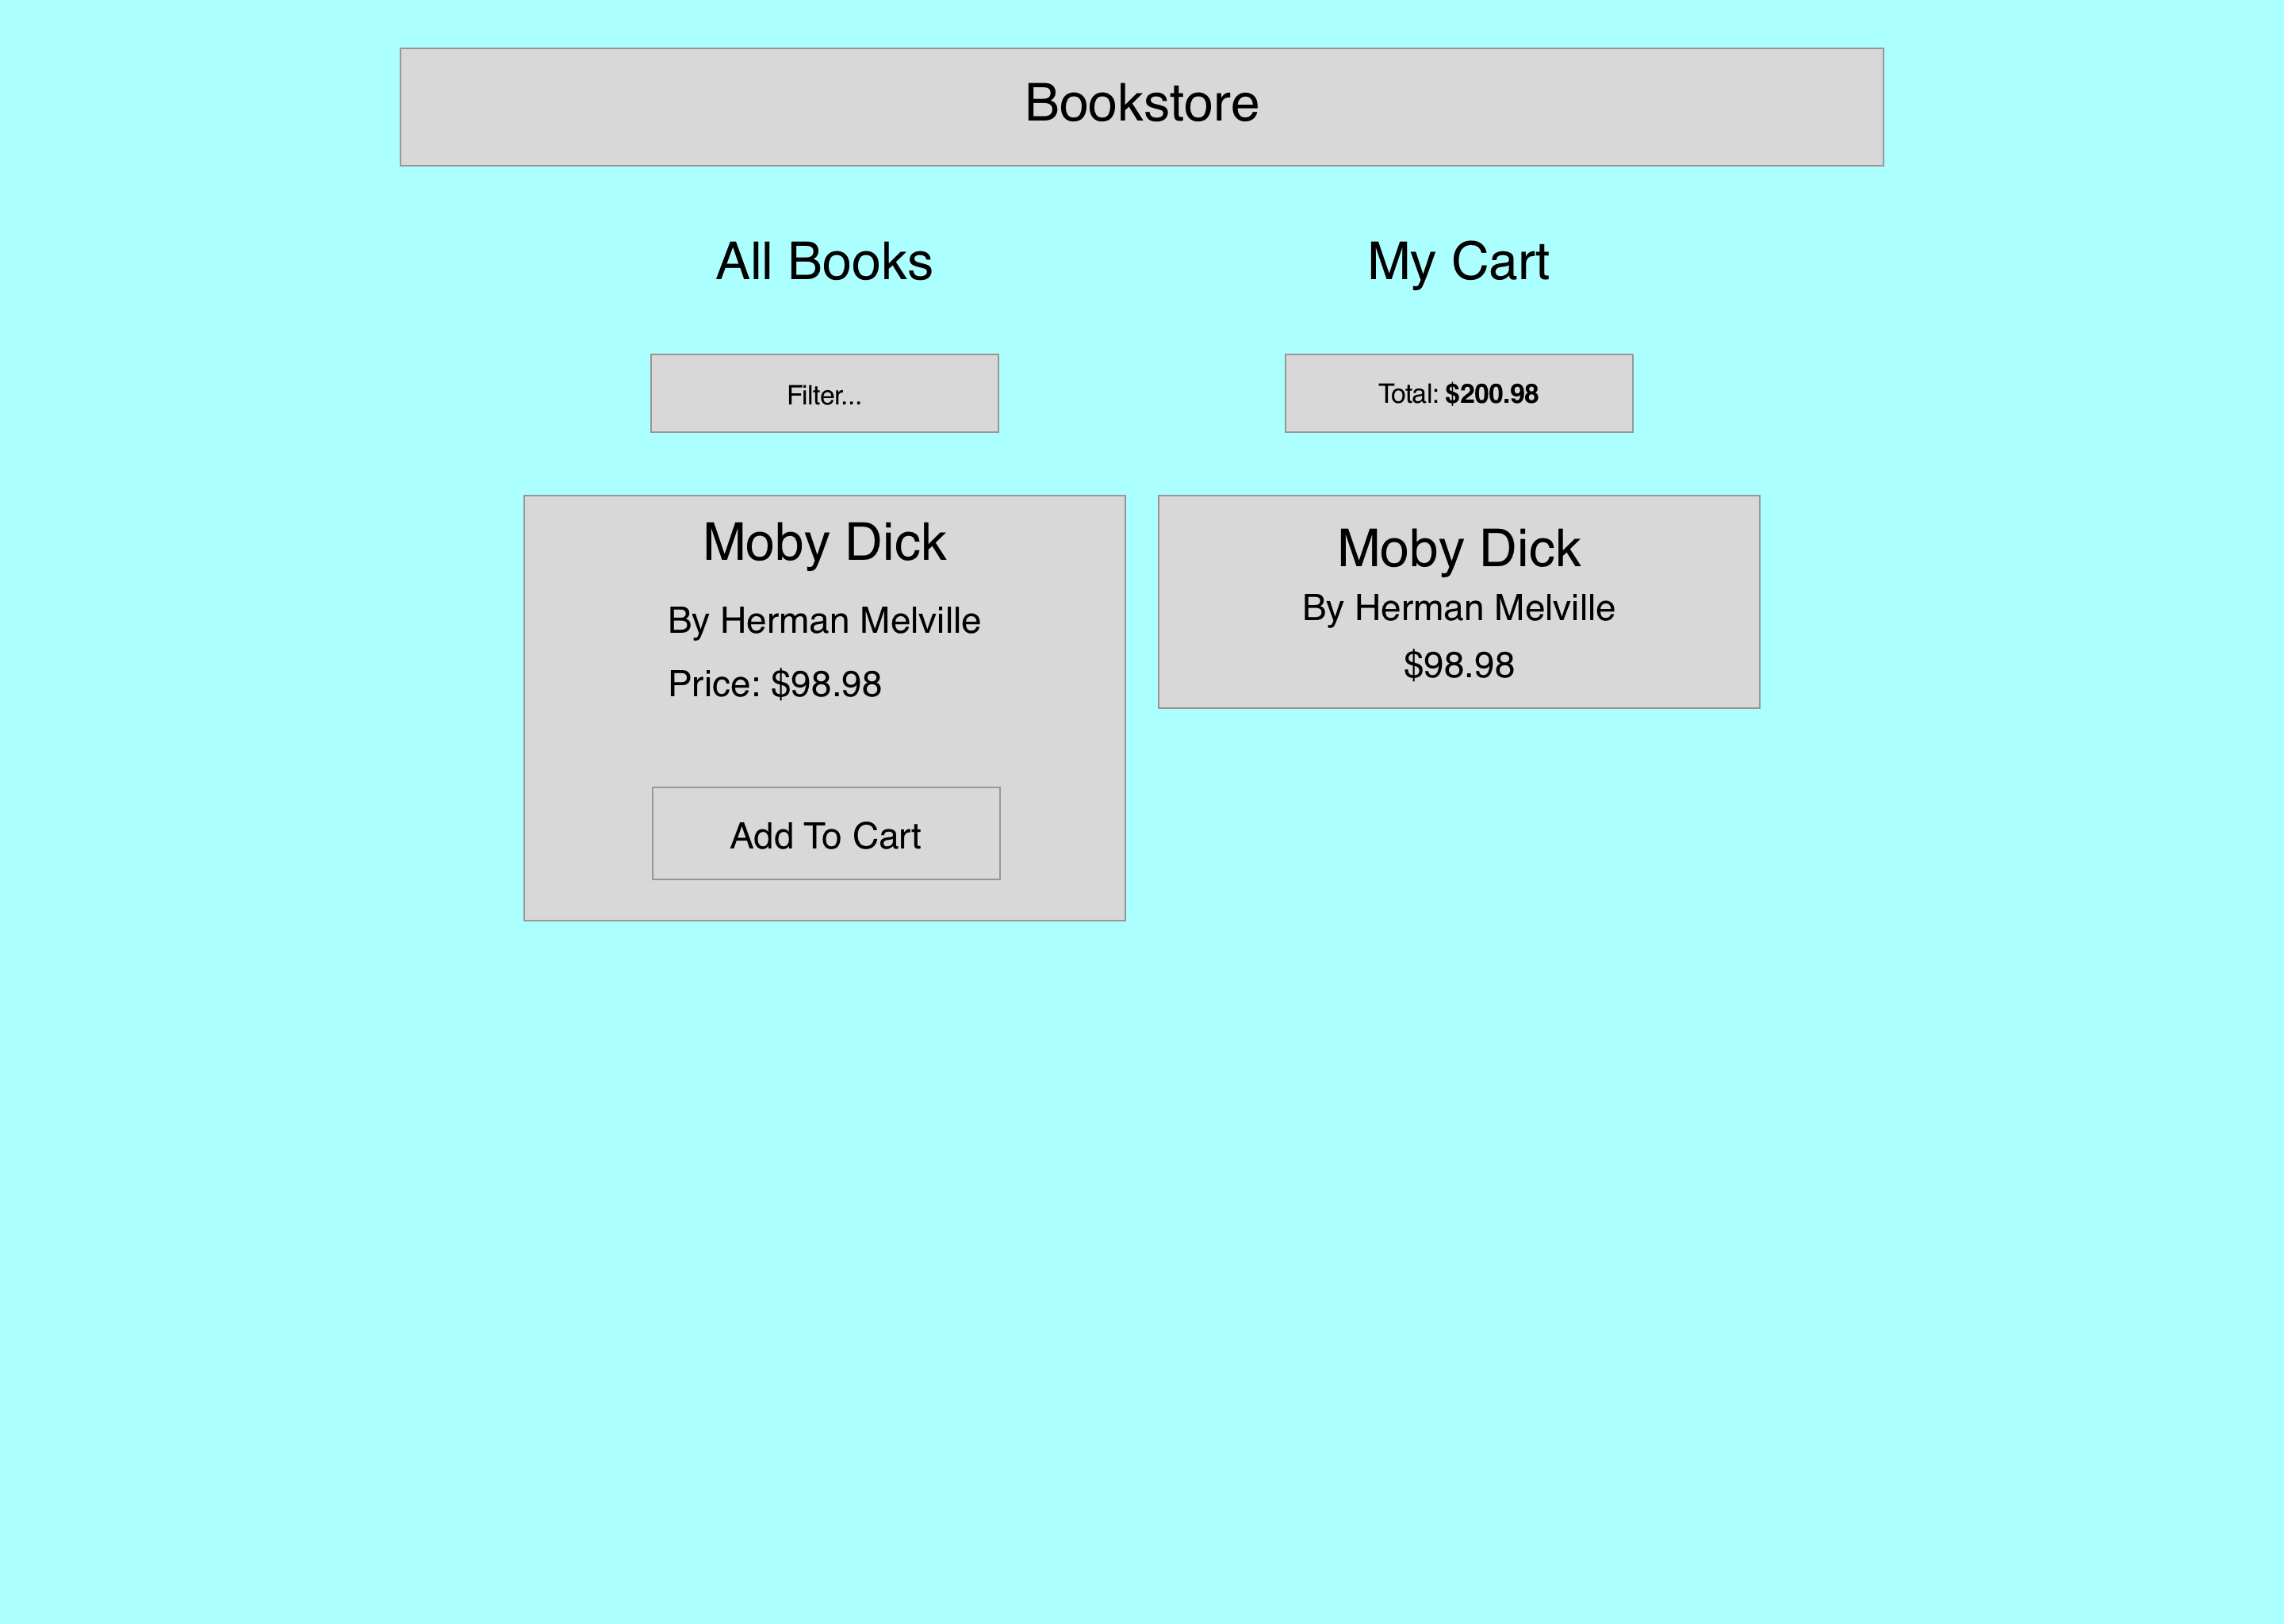 Bookstore
All Books
Filter...
Moby Dick
By Herman Melville
Price: $98.98
Add To Cart
My Cart
Total: $200.98
Moby Dick
By Herman Melville
$98.98